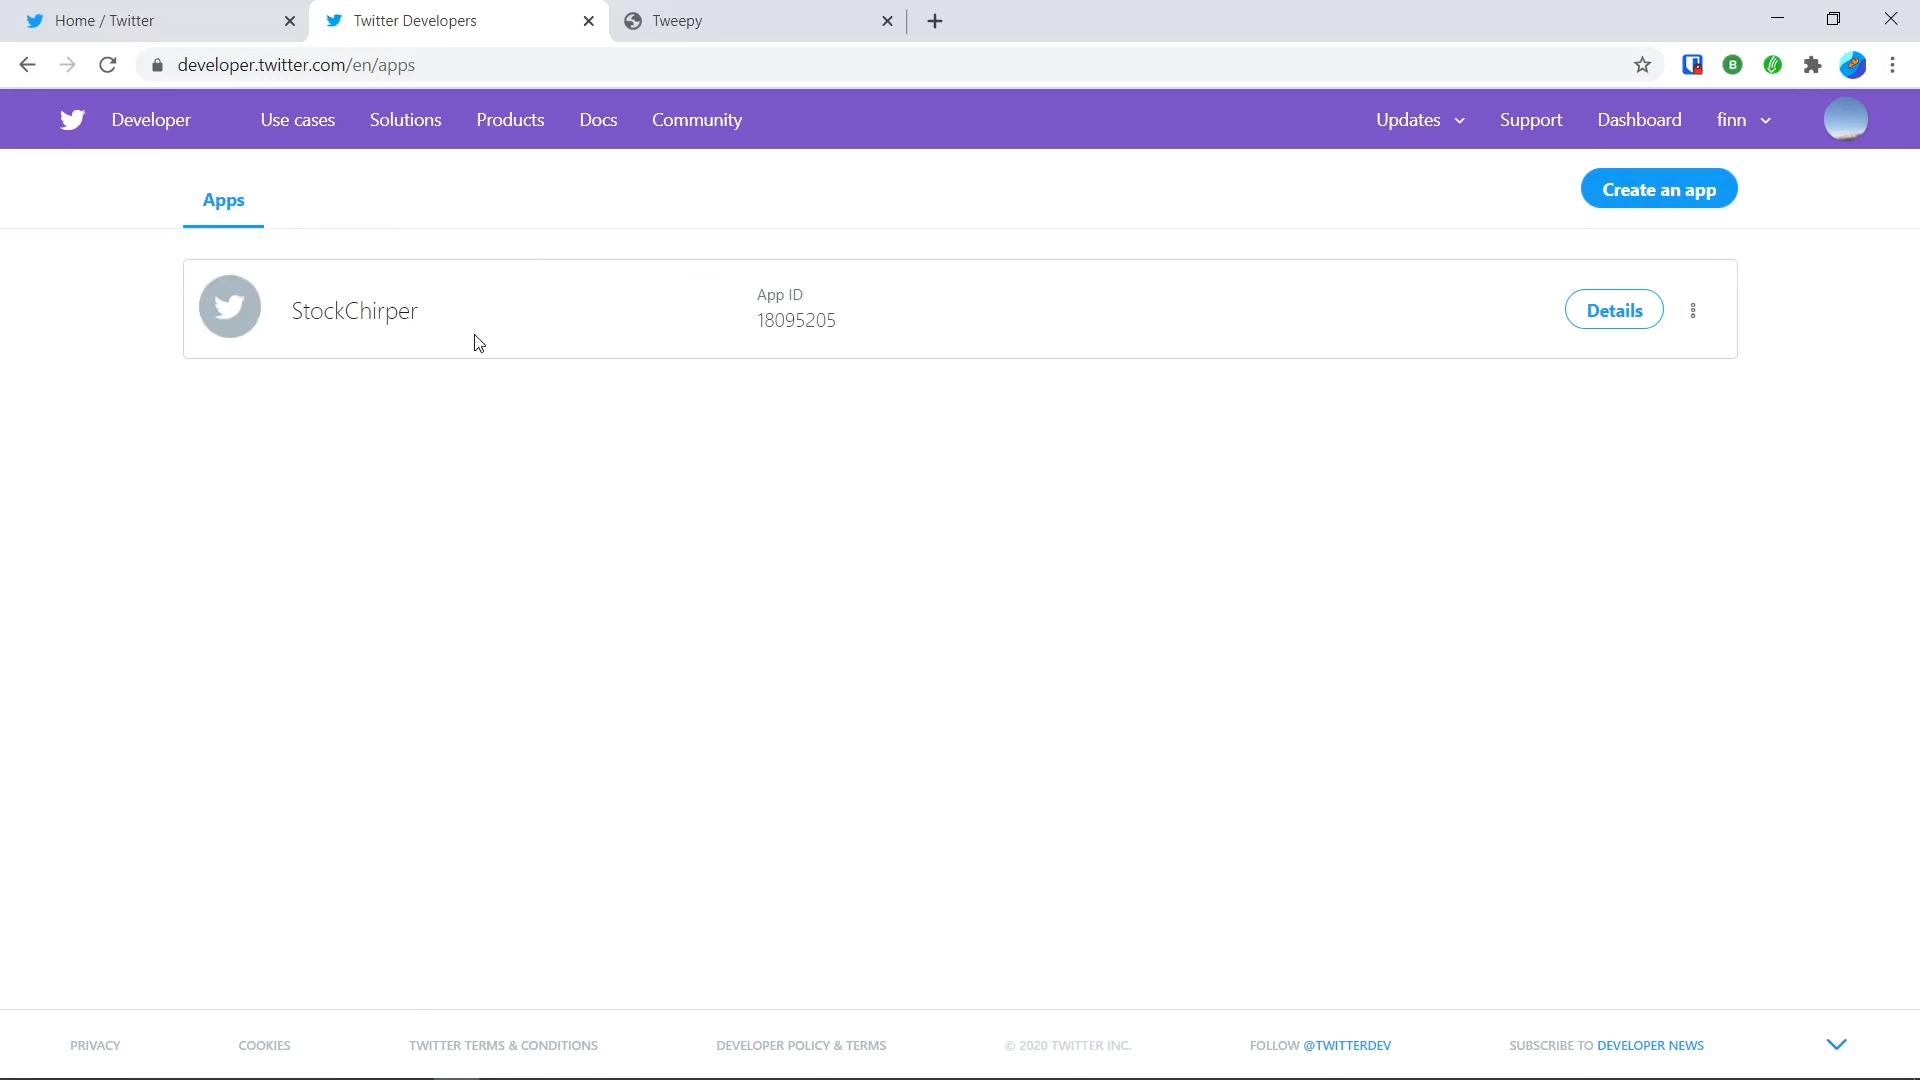 Home / Twitter
Twitter Developers
Tweepy
developer.twitter.com/en/apps
B
Developer
Use cases
Solutions
Products
Docs
Community
Updates
Support
Dashboard
finn
Apps
Create an app
StockChirper
App ID
18095205
Details
PRIVACY
COOKIES
TWITTER TERMS & CONDITIONS
DEVELOPER POLICY & TERMS
© 2020 TWITTER INC.
FOLLOW @TWITTERDEV
SUBSCRIBE TO DEVELOPER NEWS